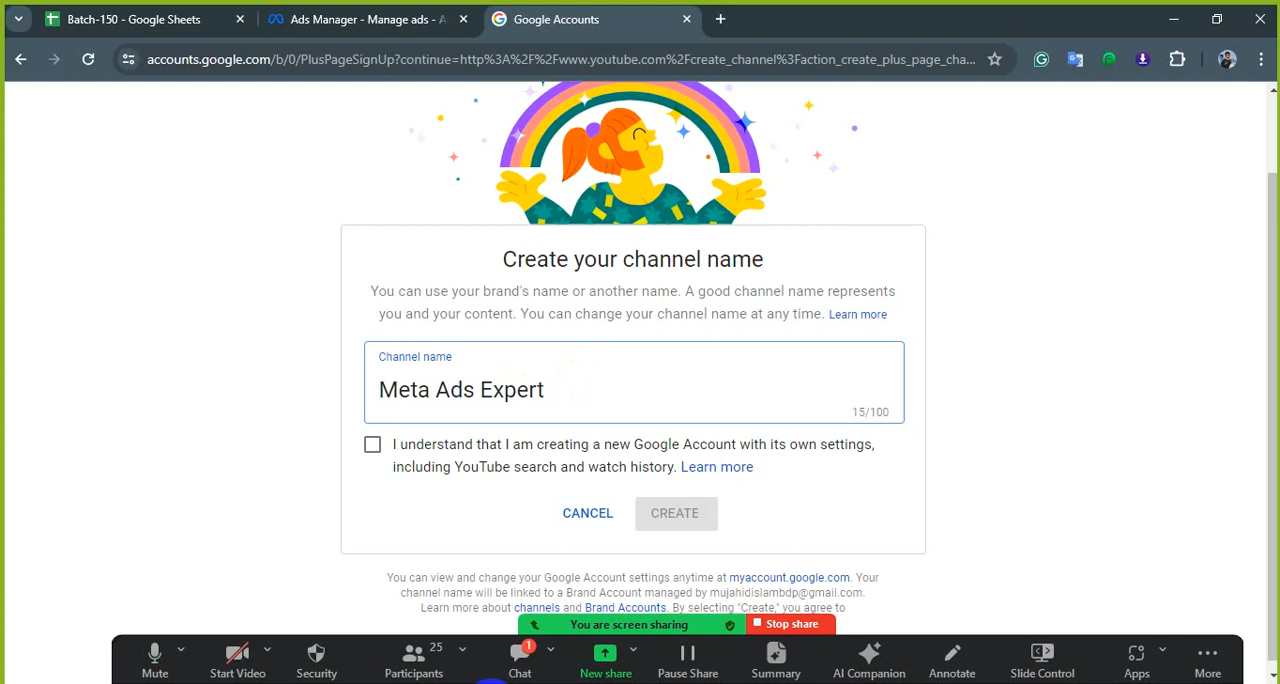 Batch-150 - Google Sheets
Ads Manager - Manage ads - A
Google Accounts
accounts.google.com/b/0/PlusPageSignUp?continue=http%3A%2F%2Fwww.youtube.com%2Fcreate_channel%3Faction_create_plus_page_cha...
Create your channel name
You can use your brand's name or another name. A good channel name represents
you and your content. You can change your channel name at any time. Learn more
Channel name
Meta Ads Expert
15/100
I understand that I am creating a new Google Account with its own settings,
including YouTube search and watch history. Learn more
CANCEL
CREATE
You can view and change your Google Account settings anytime at myaccount.google.com. Your
channel name will be linked to a Brand Account managed by mujahidislambdp@gmail.com.
Learn more about channels and Brand Accounts. By selecting "Create," you agree to
You are screen sharing
Stop share
25
1
Mute
Start Video
Security
Participants
Chat
New share
Pause Share
Summary
AI Companion
Annotate
Slide Control
Apps
More